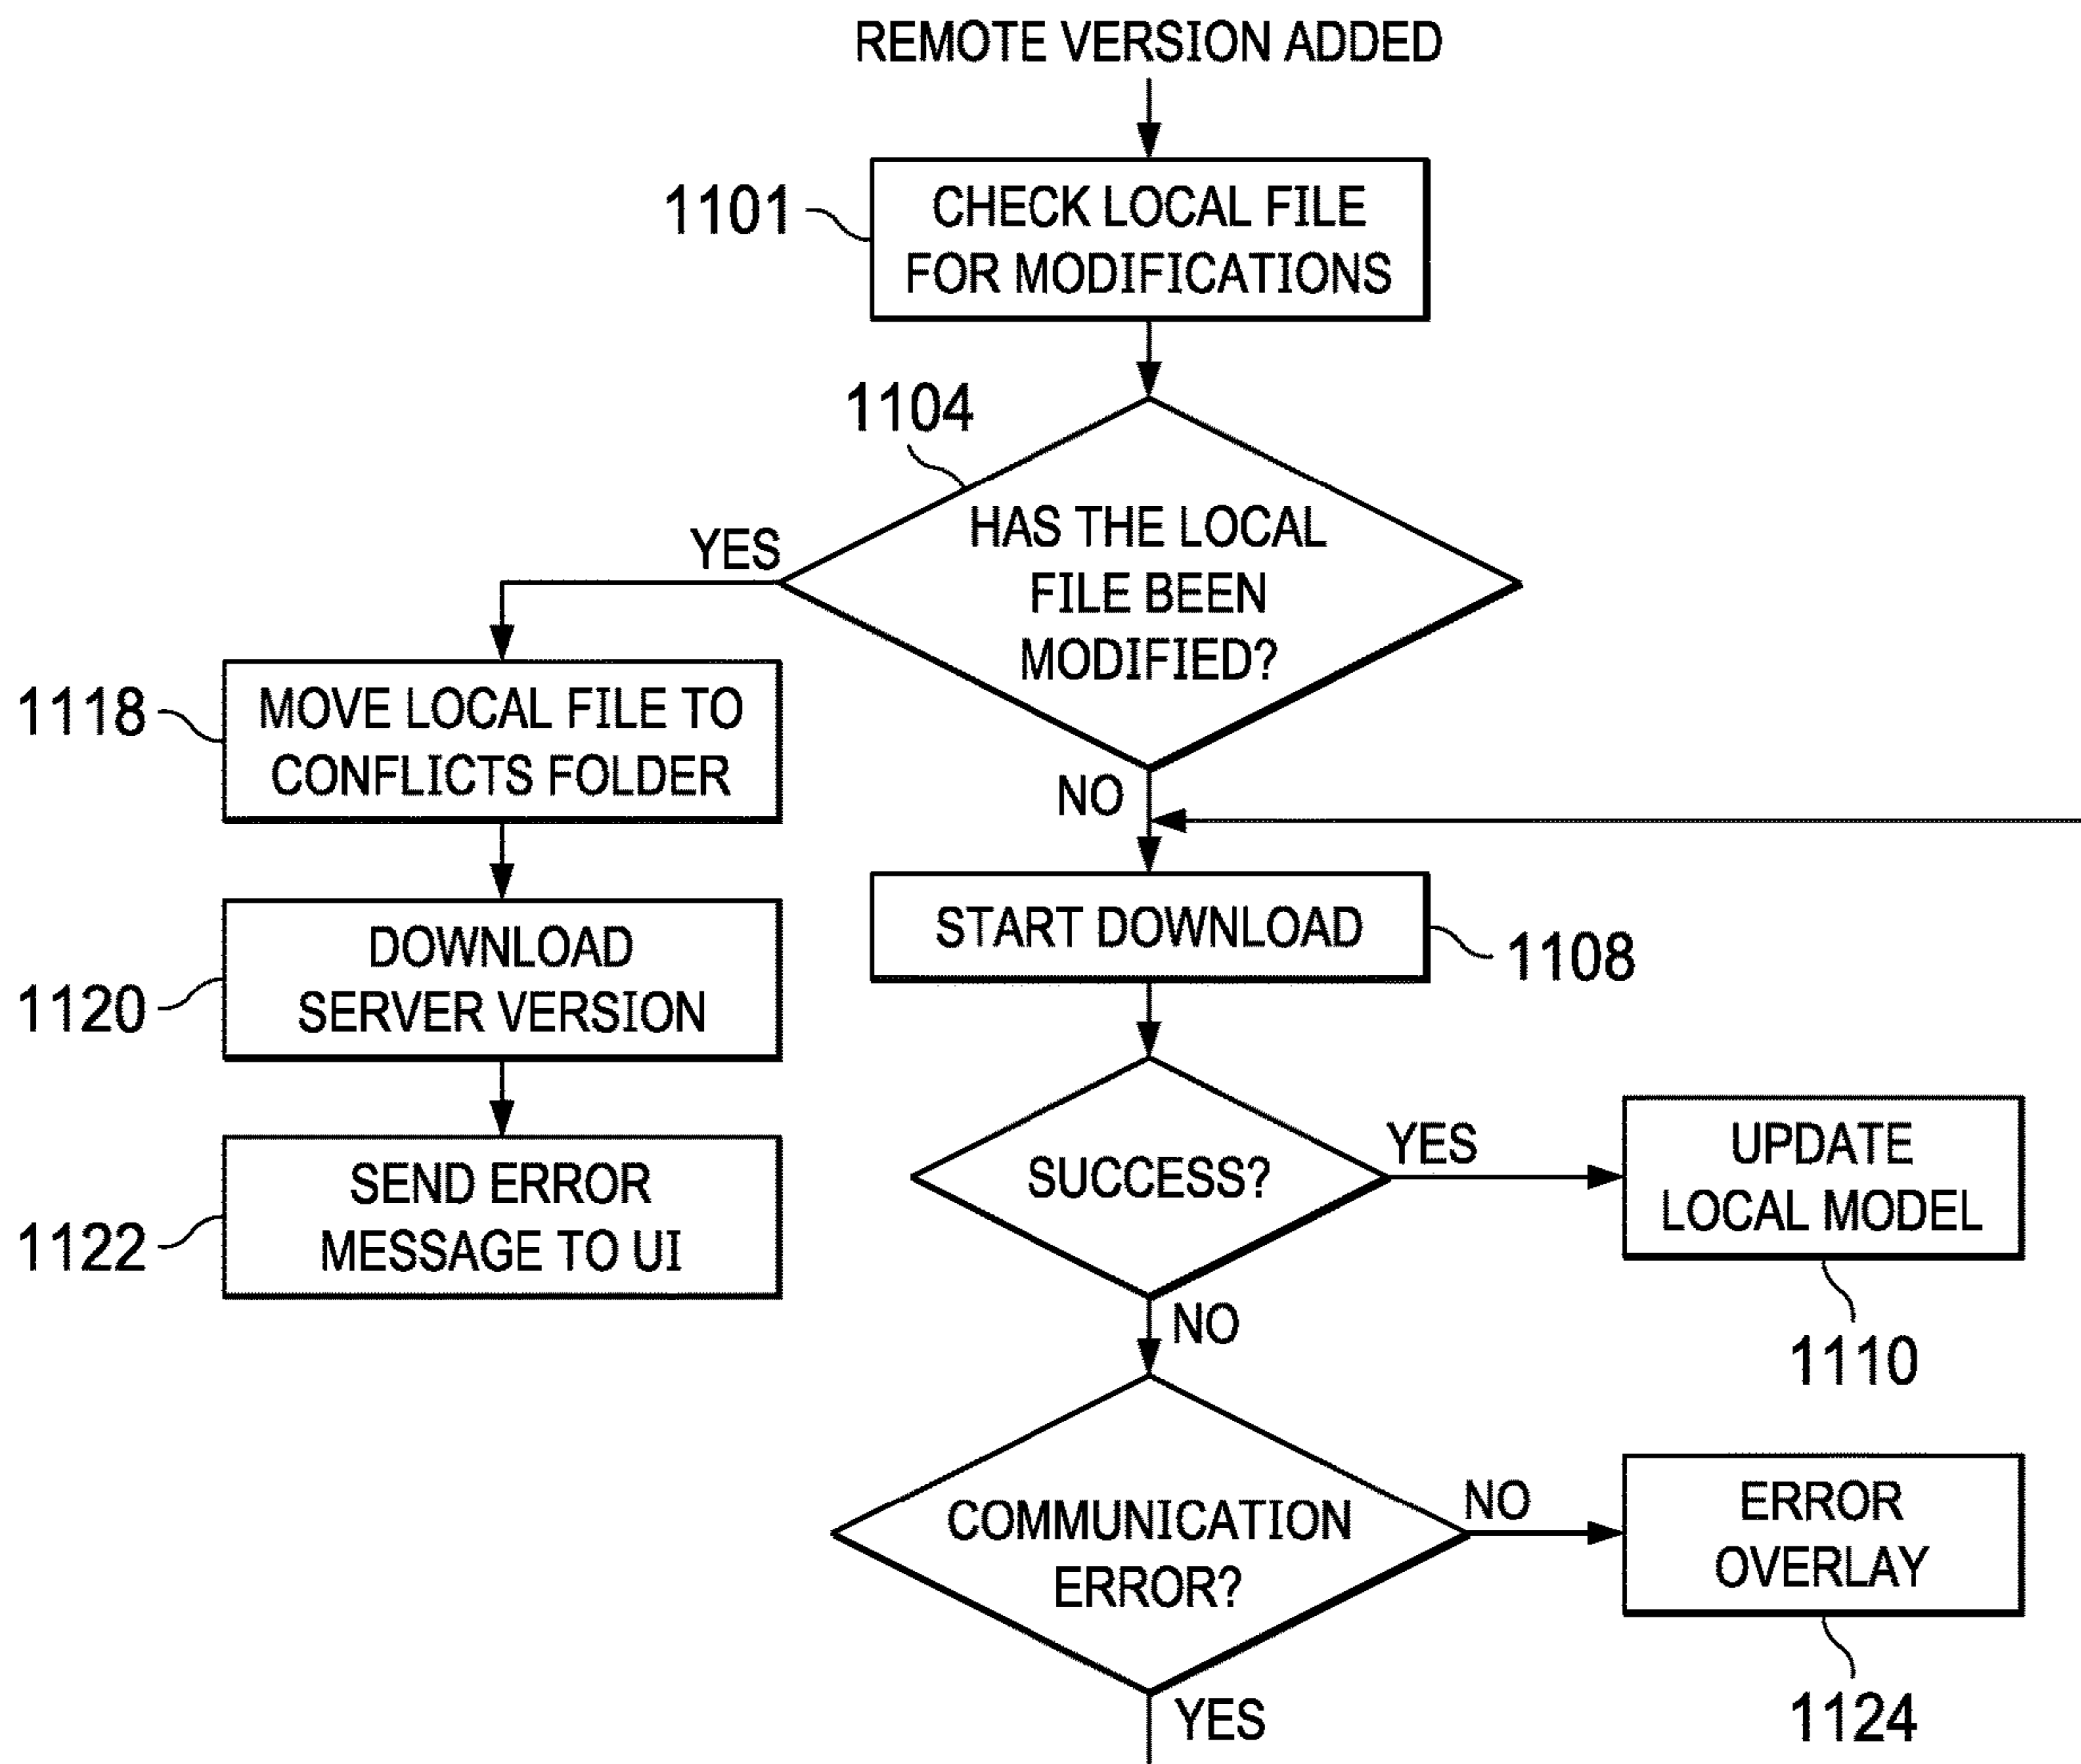 REMOTE VERSION ADDED
1101
CHECK LOCAL FILE
FOR MODIFICATIONS
1104
HAS THE LOCAL
FILE BEEN
MODIFIED?
YES
NO
1118
MOVE LOCAL FILE TO
CONFLICTS FOLDER
1120
DOWNLOAD
SERVER VERSION
1122
SEND ERROR
MESSAGE TO UI
START DOWNLOAD
1108
SUCCESS?
YES
UPDATE
LOCAL MODEL
1110
NO
COMMUNICATION
ERROR?
NO
ERROR
OVERLAY
1124
YES